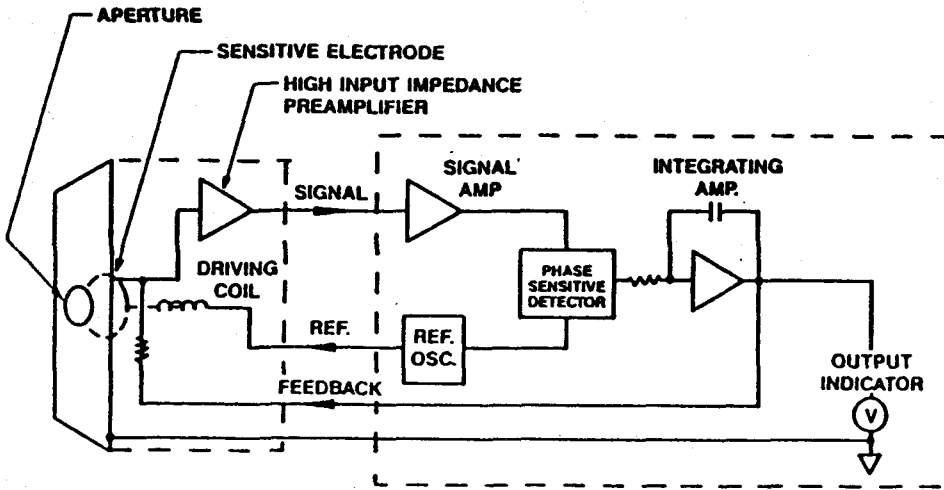 APERTURE
SENSITIVE ELECTRODE
HIGH INPUT IMPEDANCE
PREAMPLIFIER
SIGNAL
SIGNAL
AMP
INTEGRATING
AMP.
DRIVING
COIL
PHASE
SENSITIVE
DETECTOR
REF.
REF.
OSC.
FEEDBACK
OUTPUT
INDICATOR
V